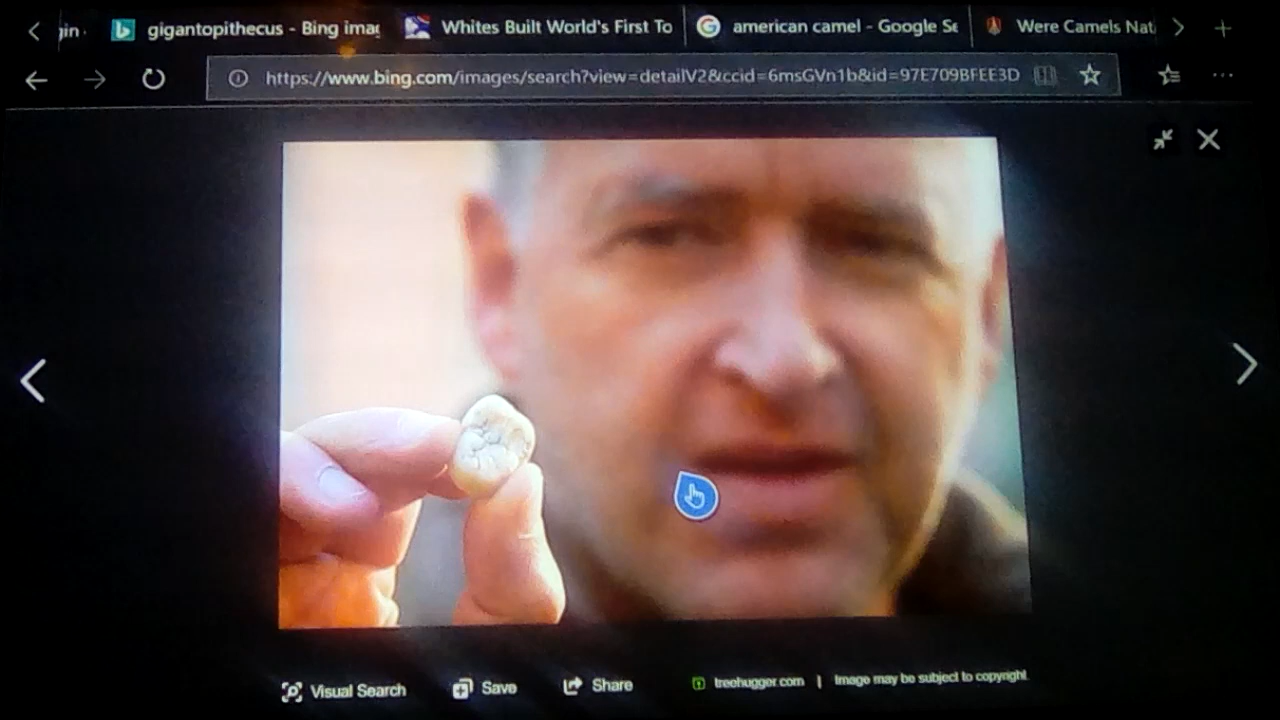 gigantopithecus - Bing imag
Whites Built World's First To
american camel - Google Se
Were Camels Nat
https://www.bing.com/images/search?view=detailV2&ccid=6msGVn1b&id=97E709BFEE3D
Visual Search
Save
Share
treehugger.com | Image may be subject to copyright